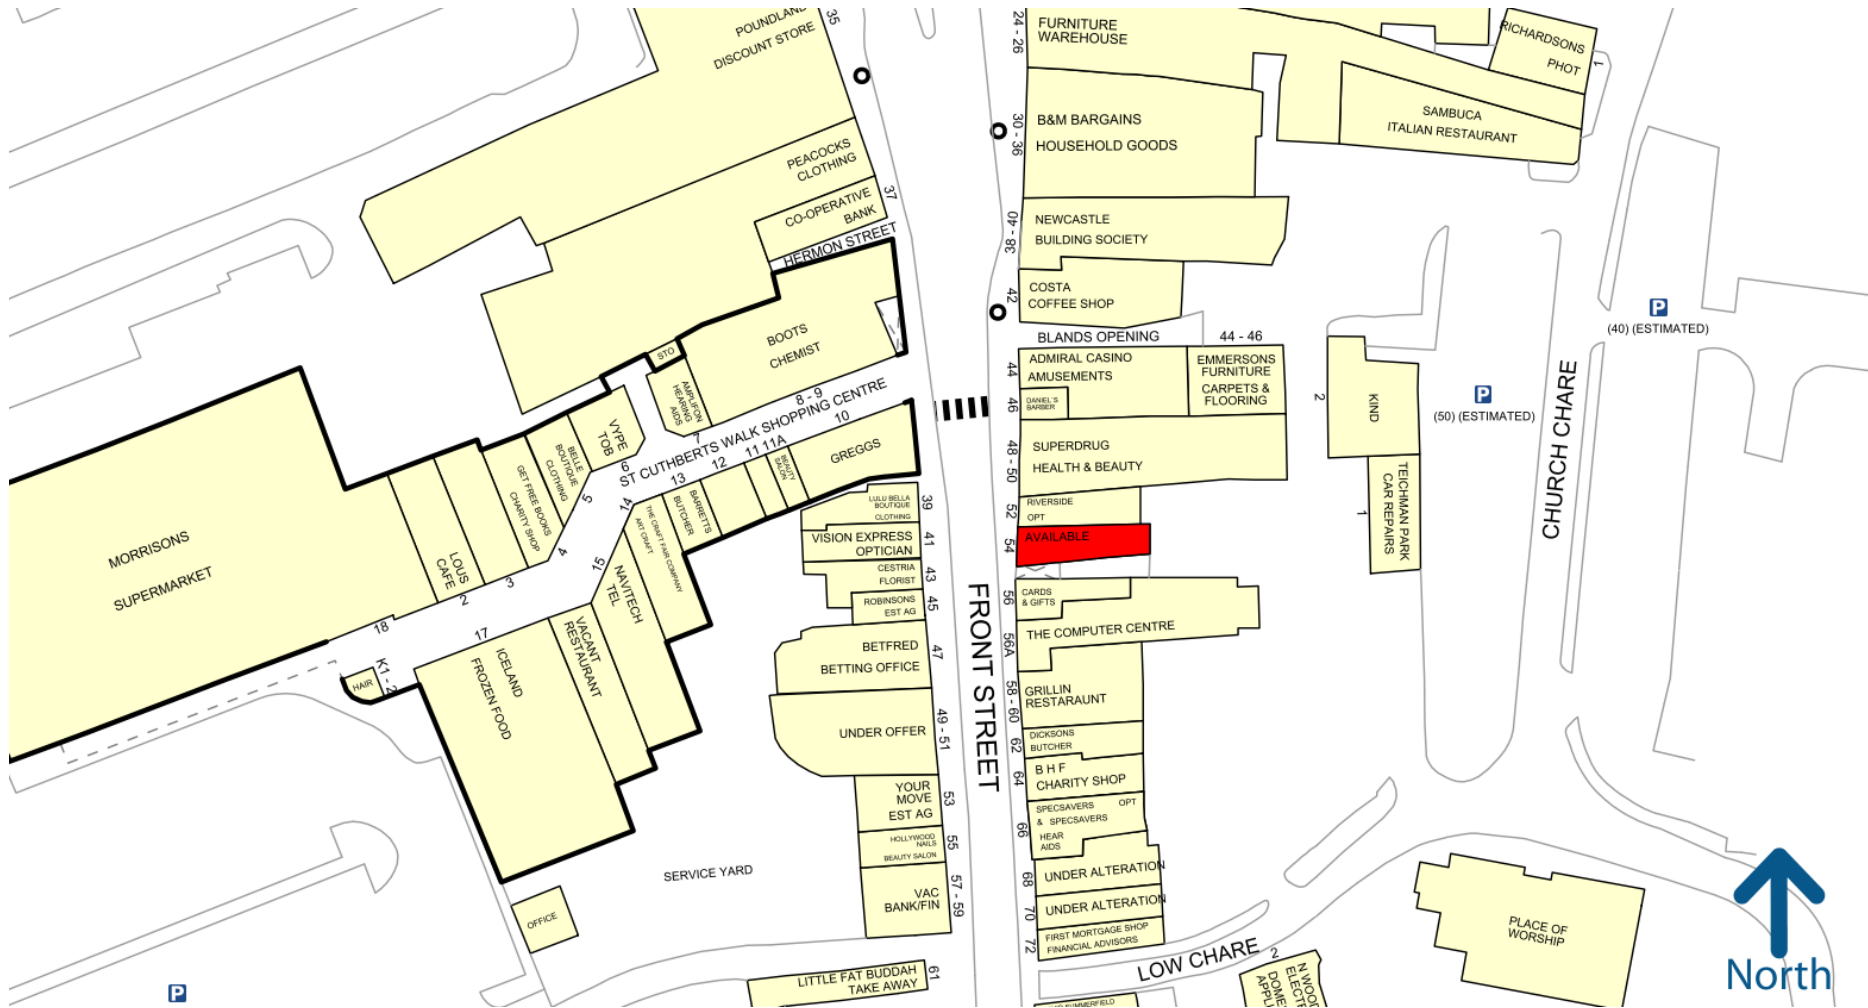 POUNDLAND
DISCOUNT STORE
35
PEACOCKS
CLOTHING
CO-OPERATIVE
BANK
37
HERMON STREET
BOOTS
CHEMIST
8 - 9
STO
AMPLIFON
HEARING
AIDS
7
ST CUTHBERTS WALK SHOPPING CENTRE
VYPE
TOB
6
BELLE
BOUTIQUE
CLOTHING
5
GET FREE BOOKS
CHARITY SHOP
4
3
LOUS
CAFE
2
MORRISONS
SUPERMARKET
18
17
K1 - 2
HAIR
ICELAND
FROZEN FOOD
VACANT
RESTAURANT
NAVITECH
TEL
15
THE CRAFT FAIR COMPANY
ART CRAFT
14
BARRETTS
BUTCHER
13
12
11
11A
BEAUTY
SALON
10
GREGGS
LULU BELLA
BOUTIQUE
CLOTHING
39
VISION EXPRESS
OPTICIAN
41
CESTRIA
FLORIST
43
ROBINSONS
EST AG
45
BETFRED
BETTING OFFICE
47
UNDER OFFER
49 - 51
YOUR
MOVE
EST AG
53
HOLLYWOOD
NAILS
BEAUTY SALON
55
VAC
BANK/FIN
57 - 59
SERVICE YARD
OFFICE
LITTLE FAT BUDDAH
TAKE AWAY
61
P
FRONT STREET
24 - 26
FURNITURE
WAREHOUSE
30 - 36
B&M BARGAINS
HOUSEHOLD GOODS
38 - 40
NEWCASTLE
BUILDING SOCIETY
42
COSTA
COFFEE SHOP
BLANDS OPENING
44 - 46
44
ADMIRAL CASINO
AMUSEMENTS
46
DANIEL'S
BARBER
EMMERSONS
FURNITURE
CARPETS &
FLOORING
48 - 50
SUPERDRUG
HEALTH & BEAUTY
52
RIVERSIDE
OPT
54
AVAILABLE
56
CARDS
& GIFTS
56A
THE COMPUTER CENTRE
58 - 60
GRILLIN
RESTARAUNT
62
DICKSONS
BUTCHER
64
B H F
CHARITY SHOP
66
SPECSAVERS OPT
& SPECSAVERS
HEAR
AIDS
68
UNDER ALTERATION
70
UNDER ALTERATION
72
FIRST MORTGAGE SHOP
FINANCIAL ADVISORS
LOW CHARE
2
RICHARDSONS
PHOT
1
SAMBUCA
ITALIAN RESTAURANT
2
KIND
1
TEICHMAN PARK
CAR REPAIRS
P
(50) (ESTIMATED)
P
(40) (ESTIMATED)
CHURCH CHARE
PLACE OF
WORSHIP
North